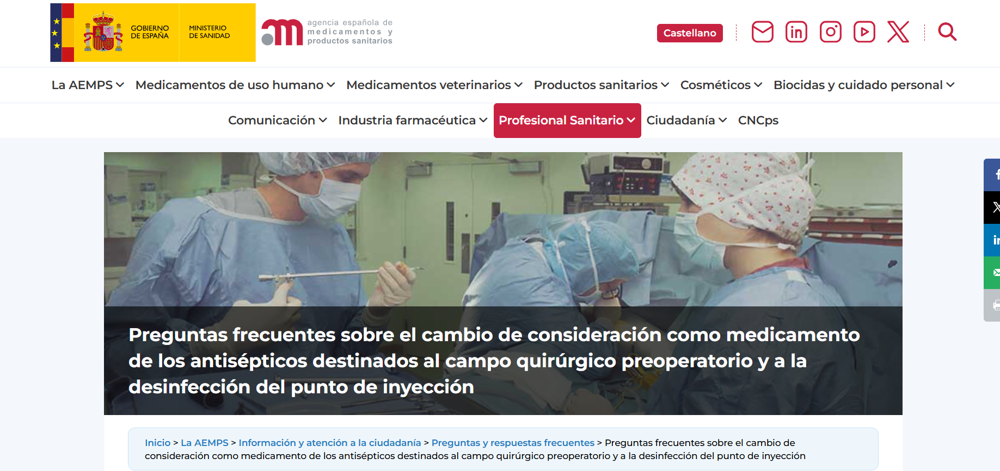 GOBIERNO
DE ESPAÑA
MINISTERIO
DE SANIDAD
am
agencia española de
medicamentos y
productos sanitarios
Castellano
La AEMPS
Medicamentos de uso humano
Medicamentos veterinarios
Productos sanitarios
Cosméticos
Biocidas y cuidado personal
Comunicación
Industria farmacéutica
Profesional Sanitario
Ciudadanía
CNCps
Preguntas frecuentes sobre el cambio de consideración como medicamento
de los antisépticos destinados al campo quirúrgico preoperatorio y a la
desinfección del punto de inyección
Inicio > La AEMPS > Información y atención a la ciudadanía > Preguntas y respuestas frecuentes > Preguntas frecuentes sobre el cambio de
consideración como medicamento de los antisépticos destinados al campo quirúrgico preoperatorio y a la desinfección del punto de inyección